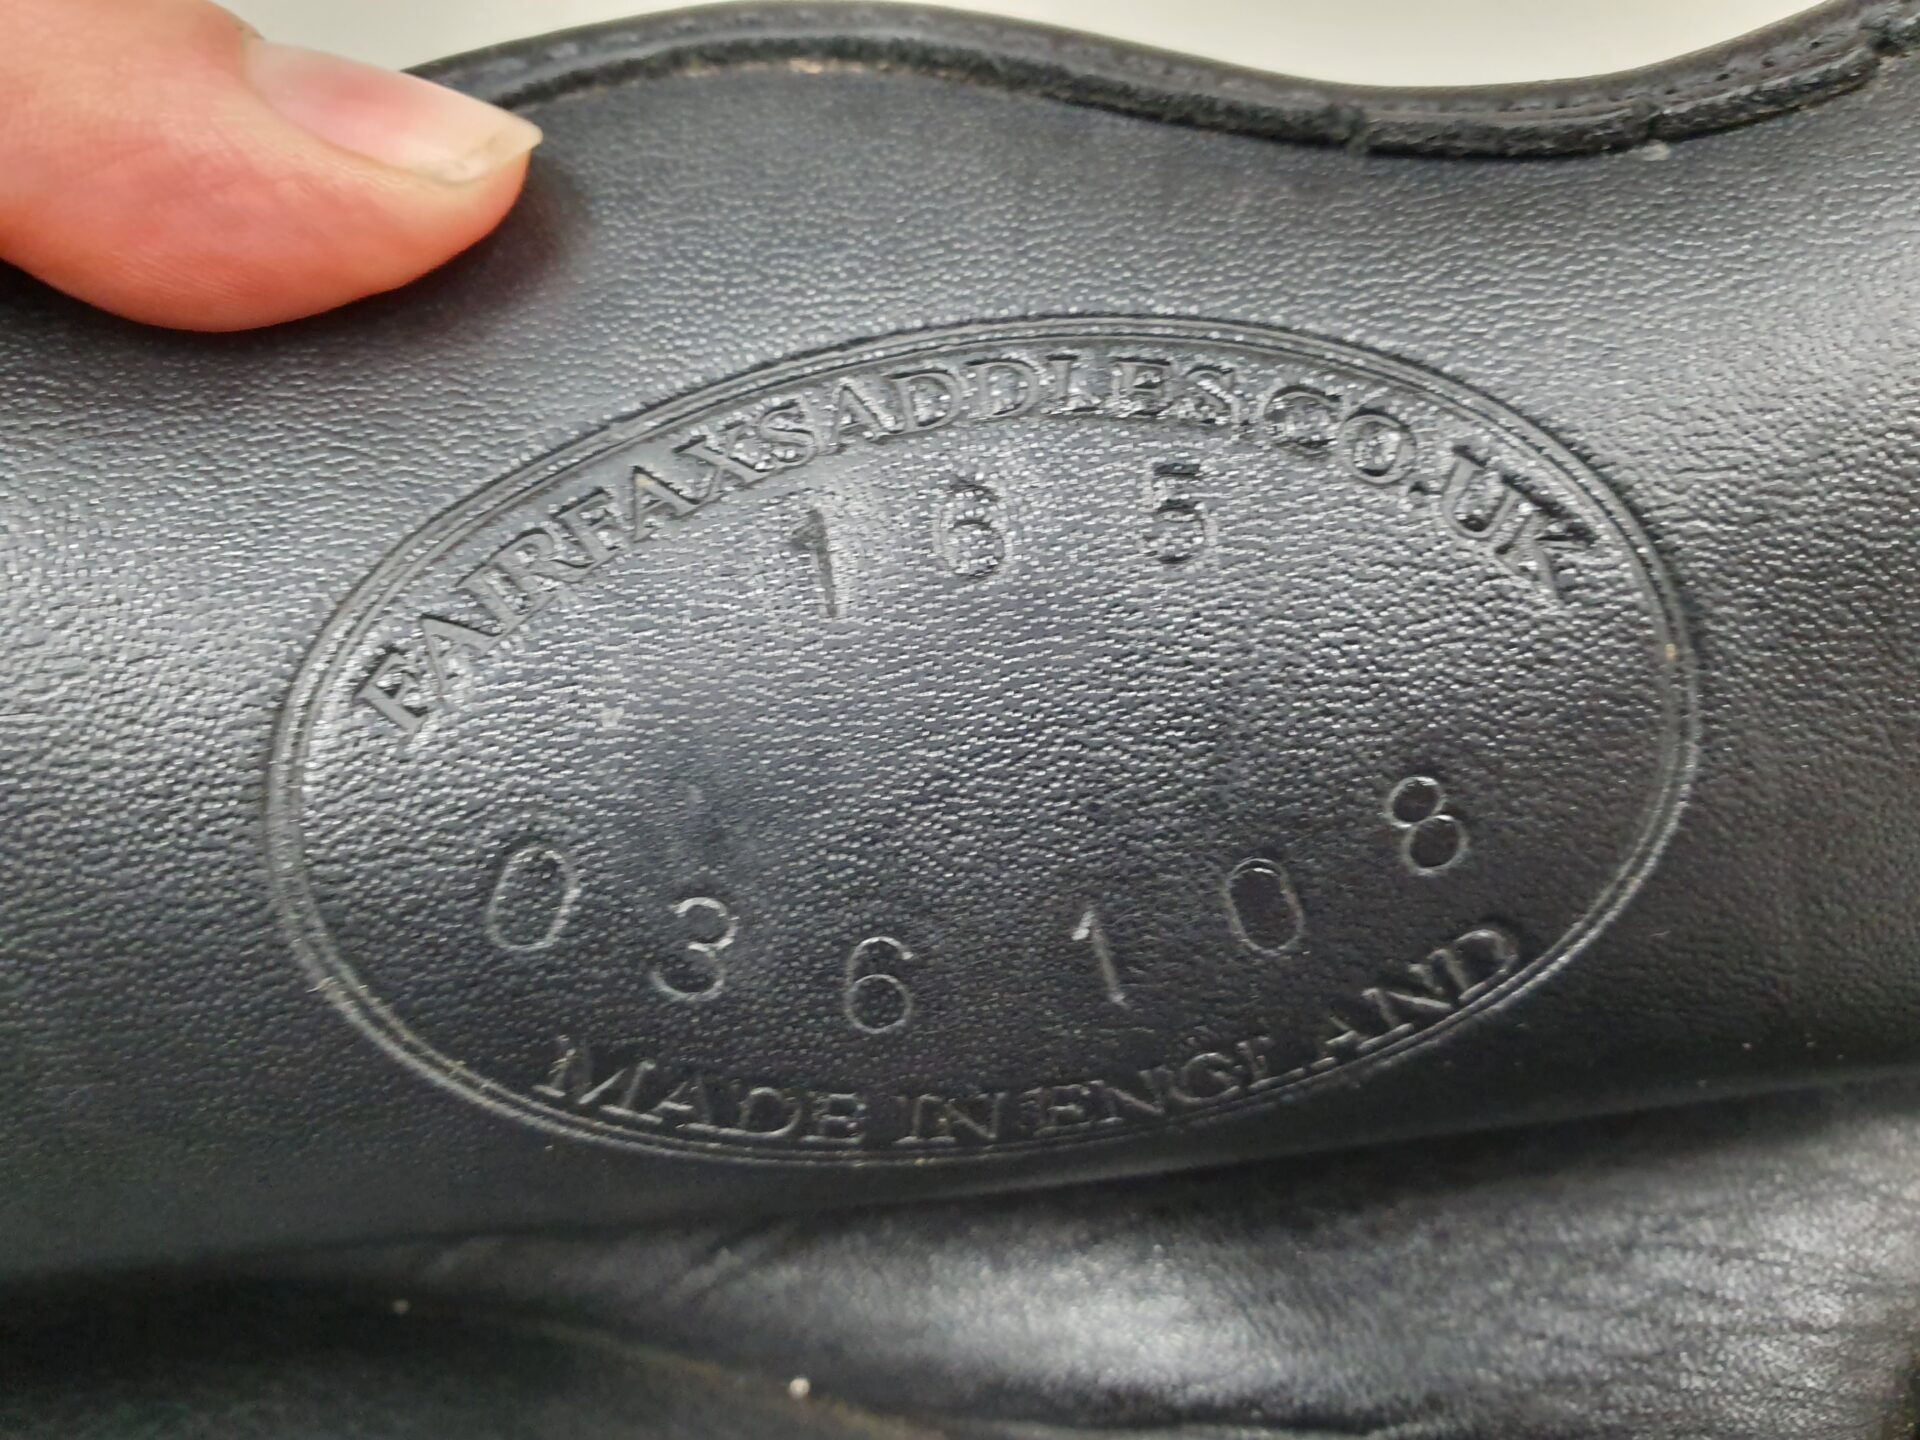 FAIRFAXSADDLES.CO.UK
1 6 5
0 3 6 1 0 8
MADE IN ENGLAND